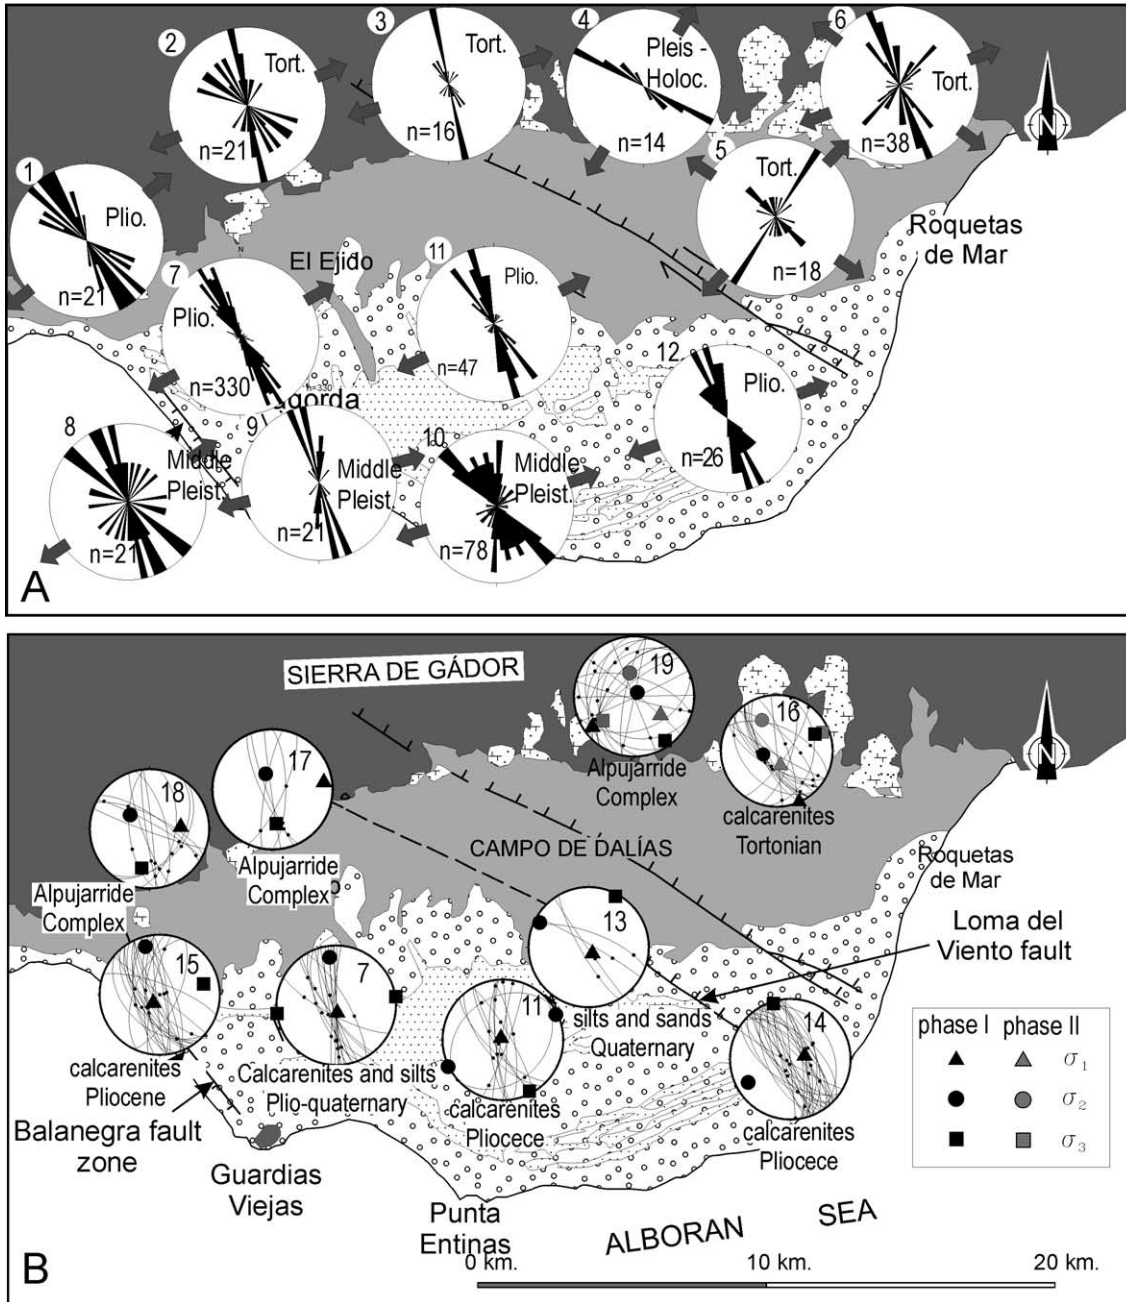 A
1
Plio.
n=21
2
Tort.
n=21
3
Tort.
n=16
4
Pleis -
Holoc.
n=14
5
Tort.
n=18
6
Tort.
n=38
N
Roquetas
de Mar
El Ejido
7
Plio.
n=330
n=330
gorda
8
Middle
Pleist.
n=21
9
Middle
Pleist.
n=21
10
Middle
Pleist.
n=78
11
Plio.
n=47
12
Plio.
n=26
B
SIERRA DE GÁDOR
19
Alpujarride
Complex
16
calcarenites
Tortonian
N
17
Alpujarride
Complex
18
Alpujarride
Complex
CAMPO DE DALÍAS
Roquetas
de Mar
13
Loma del
Viento fault
15
calcarenites
Pliocene
7
Calcarenites and silts
Plio-quaternary
11
calcarenites
Pliocece
silts and sands
Quaternary
14
calcarenites
Pliocece
Balanegra fault
zone
Guardias
Viejas
Punta
Entinas
ALBORAN SEA
phase I phase II
σ1
σ2
σ3
0 km. 10 km. 20 km.